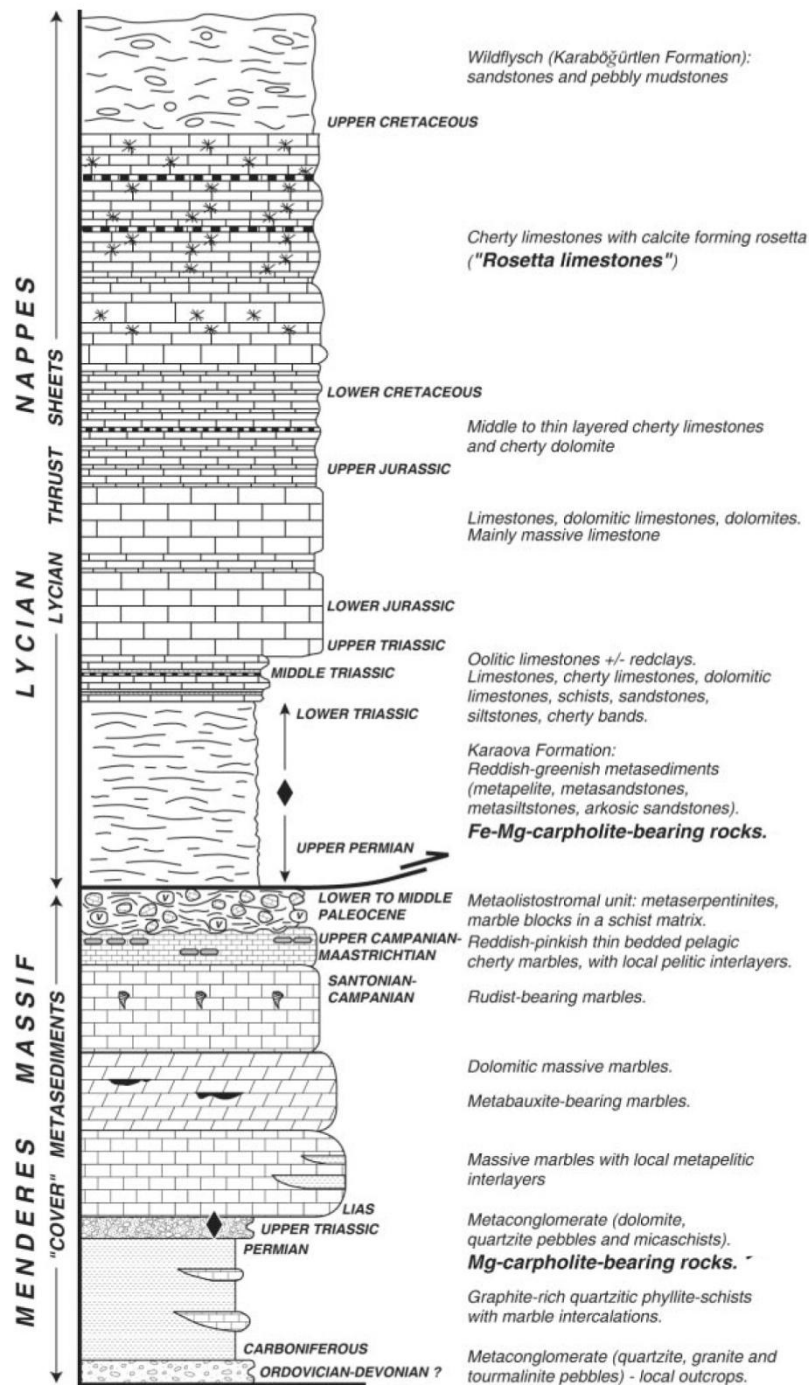 Wildflysch (Karaböğürtlen Formation):
sandstones and pebbly mudstones
UPPER CRETACEOUS
Cherty limestones with calcite forming rosetta
("Rosetta limestones")
LOWER CRETACEOUS
Middle to thin layered cherty limestones
and cherty dolomite
UPPER JURASSIC
Limestones, dolomitic limestones, dolomites.
Mainly massive limestone
LOWER JURASSIC
UPPER TRIASSIC
Oolitic limestones +/- redclays.
MIDDLE TRIASSIC
Limestones, cherty limestones, dolomitic
limestones, schists, sandstones,
siltstones, cherty bands.
LOWER TRIASSIC
Karaova Formation:
Reddish-greenish metasediments
(metapelite, metasandstones,
metasiltstones, arkosic sandstones).
Fe-Mg-carpholite-bearing rocks.
UPPER PERMIAN
LYCIAN NAPPES
LYCIAN THRUST SHEETS
LOWER TO MIDDLE
PALEOCENE
Metaolistostromal unit: metaserpentinites,
marble blocks in a schist matrix.
V V V V V
UPPER CAMPANIAN-
MAASTRICHTIAN
Reddish-pinkish thin bedded pelagic
cherty marbles, with local pelitic interlayers.
SANTONIAN-
CAMPANIAN
Rudist-bearing marbles.
Dolomitic massive marbles.
Metabauxite-bearing marbles.
Massive marbles with local metapelitic
interlayers
LIAS
UPPER TRIASSIC
Metaconglomerate (dolomite,
quartzite pebbles and micaschists).
Mg-carpholite-bearing rocks.
PERMIAN
Graphite-rich quartzitic phyllite-schists
with marble intercalations.
CARBONIFEROUS
ORDOVICIAN-DEVONIAN ?
Metaconglomerate (quartzite, granite and
tourmalinite pebbles) - local outcrops.
MENDERES MASSIF
"COVER" METASEDIMENTS